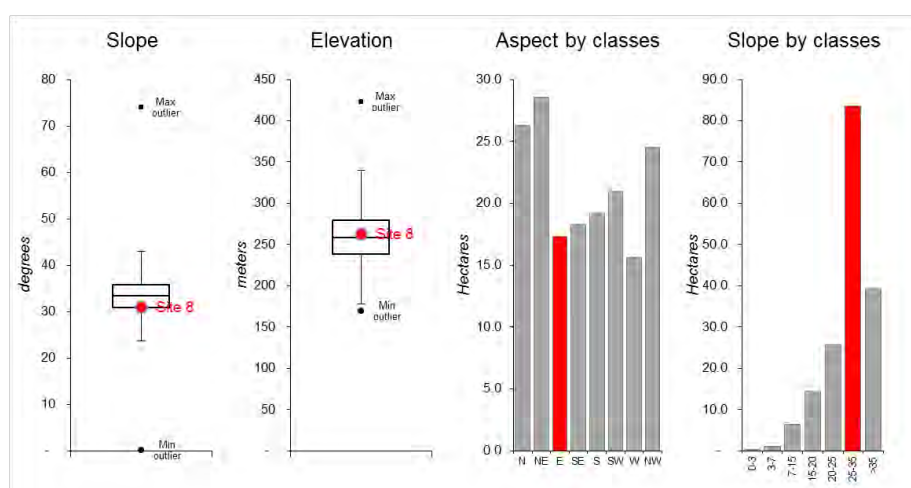 Slope
degrees
80
70
60
50
40
30
20
10
-
Max
outlier
Site 8
Min
outlier
Elevation
meters
450
400
350
300
250
200
150
100
50
-
Max
outlier
Site 8
Min
outlier
Aspect by classes
Hectares
30.0
25.0
20.0
15.0
10.0
5.0
0.0
N NE E SE S SW W NW
Slope by classes
Hectares
90.0
80.0
70.0
60.0
50.0
40.0
30.0
20.0
10.0
-
0-3
3-7
7-15
15-20
20-25
25-35
>35